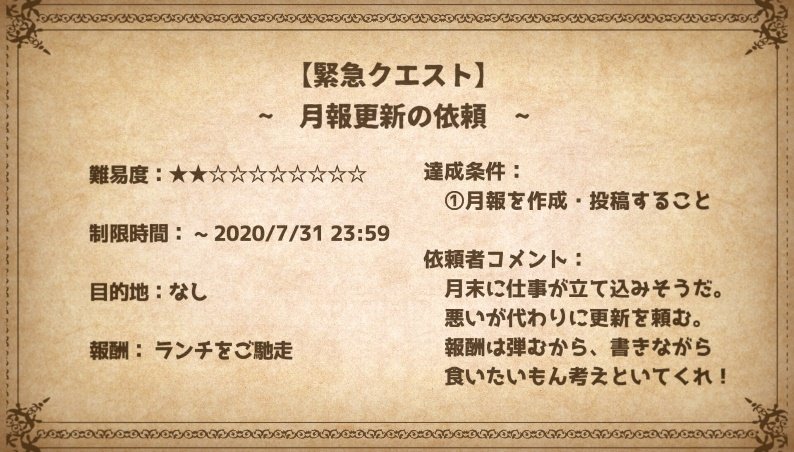 【緊急クエスト】
～ 月報更新の依頼 ～
難易度：★★☆☆☆☆☆☆☆☆
制限時間：～2020/7/31 23:59
目的地：なし
報酬： ランチをご馳走
達成条件：
①月報を作成・投稿すること
依頼者コメント：
月末に仕事が立て込みそうだ。
悪いが代わりに更新を頼む。
報酬は弾むから、書きながら
食いたいもん考えといてくれ！